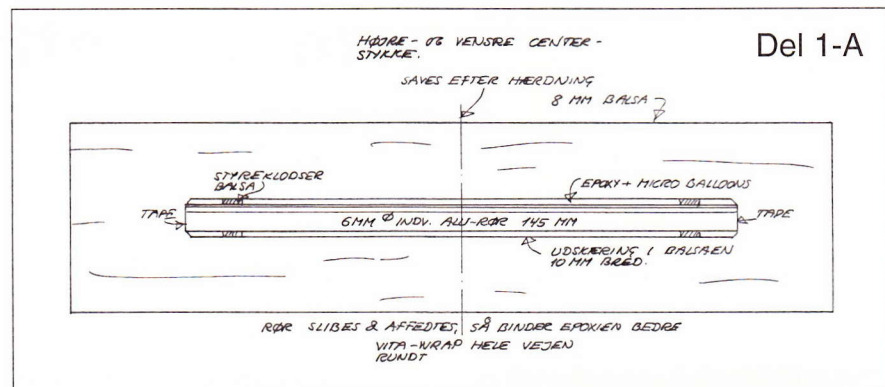 Del 1-A
HØJRE- OG VENSTRE CENTER-
STYKKE.
SAVES EFTER HÆRDNING
8 MM BALSA
STYREKLODSER
BALSA
EPOXY + MICRO BALLOONS
TAPE
6MM Ø INDV. ALU-RØR 145 MM
TAPE
UDSKÆRING I BALSAEN
10 MM BRED.
RØR SLIBES & AFFEDTES, SÅ BINDER EPOXIEN BEDRE
VITA-WRAP HELE VEJEN
RUNDT